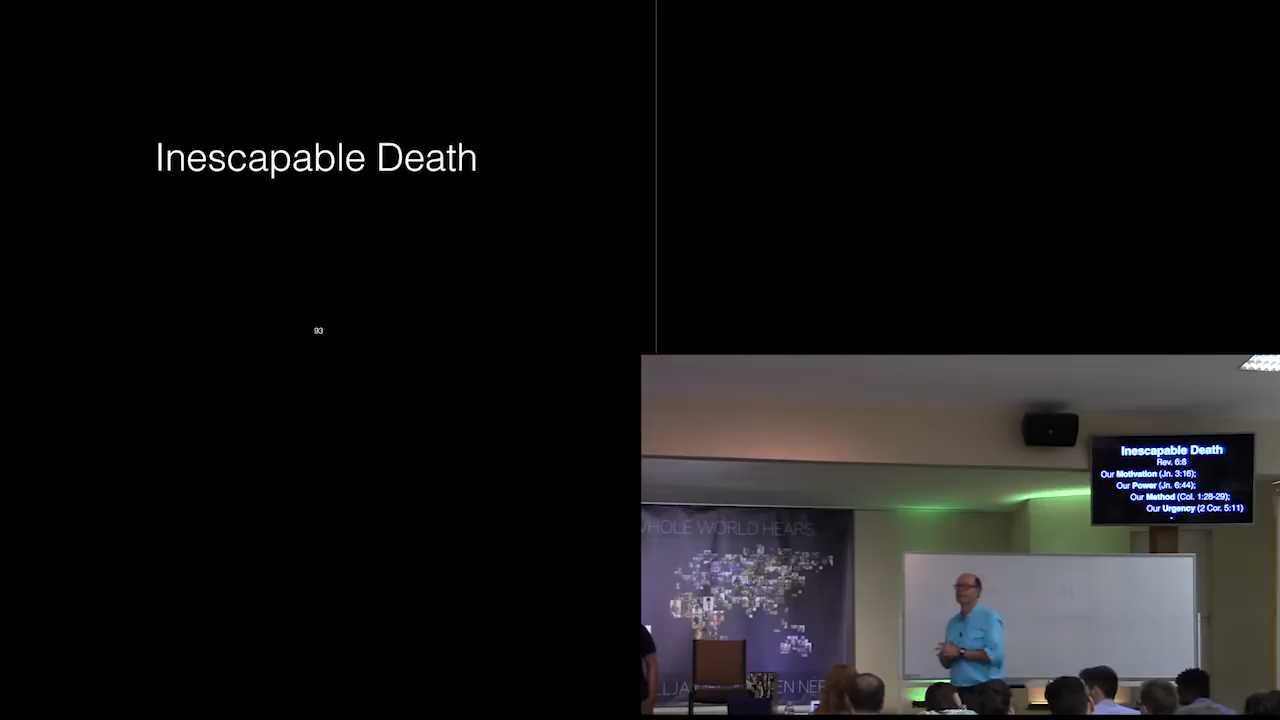 Inescapable Death
93
Inescapable Death
Rev. 6:8
Our Motivation (Jn. 3:16);
Our Power (Jn. 6:44);
Our Method (Col. 1:28-29);
Our Urgency (2 Cor. 5:11)
WHOLE WORLD HEARS